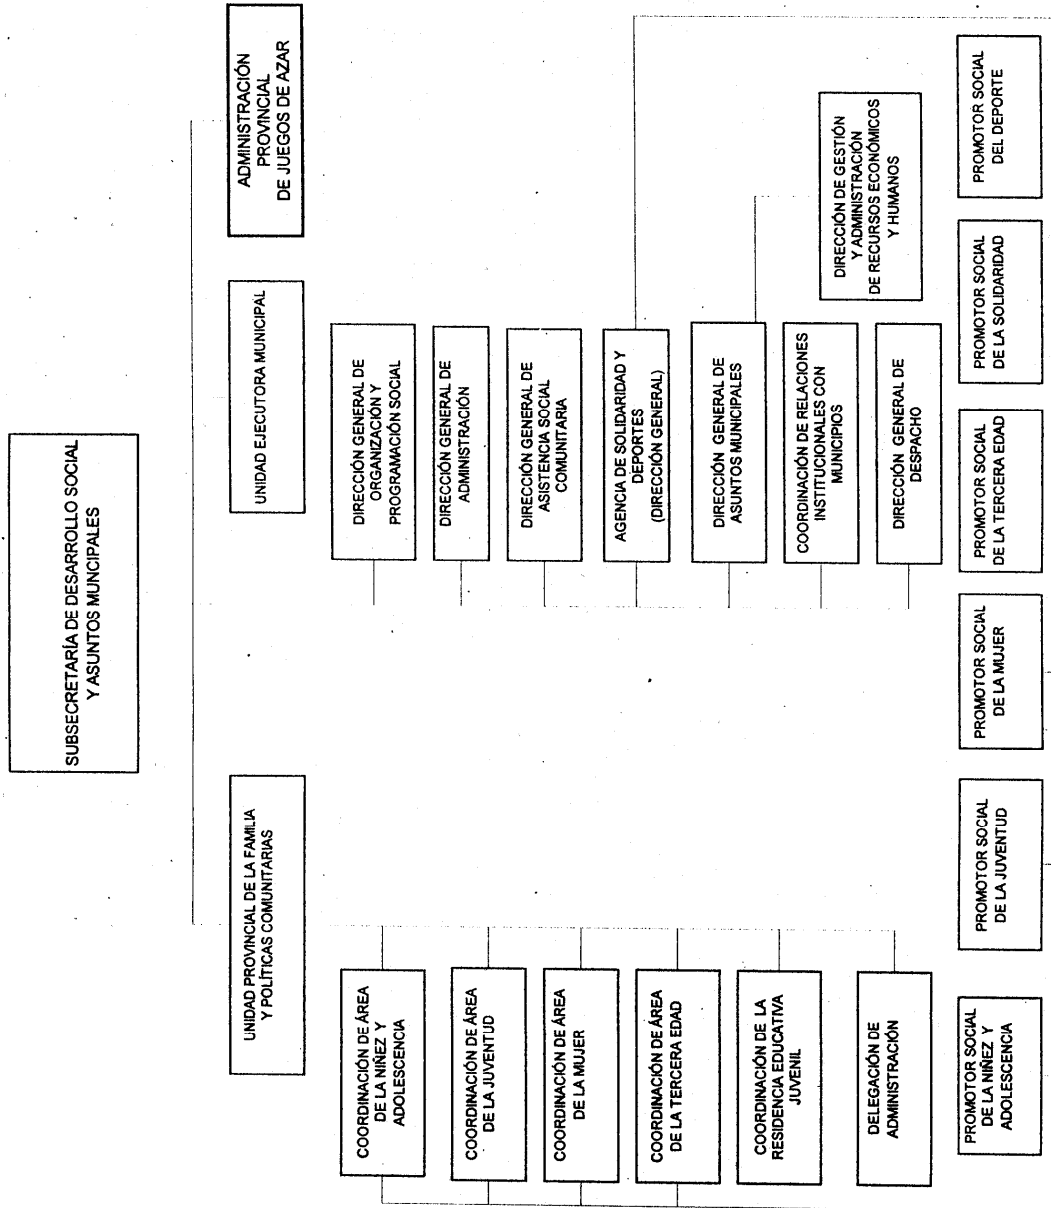 SUBSECRETARÍA DE DESARROLLO SOCIAL
Y ASUNTOS MUNCIPALES
UNIDAD PROVINCIAL DE LA FAMILIA
Y POLÍTICAS COMUNITARIAS
UNIDAD EJECUTORA MUNICIPAL
ADMINISTRACIÓN
PROVINCIAL
DE JUEGOS DE AZAR
COORDINACIÓN DE ÁREA
DE LA NIÑEZ Y
ADOLESCENCIA
COORDINACIÓN DE ÁREA
DE LA JUVENTUD
COORDINACIÓN DE ÁREA
DE LA MUJER
COORDINACIÓN DE ÁREA
DE LA TERCERA EDAD
COORDINACIÓN DE LA
RESIDENCIA EDUCATIVA
JUVENIL
DELEGACIÓN DE
ADMINISTRACIÓN
DIRECCIÓN GENERAL DE
ORGANIZACIÓN Y
PROGRAMACIÓN SOCIAL
DIRECCIÓN GENERAL DE
ADMINISTRACIÓN
DIRECCIÓN GENERAL DE
ASISTENCIA SOCIAL
COMUNITARIA
AGENCIA DE SOLIDARIDAD Y
DEPORTES
(DIRECCIÓN GENERAL)
DIRECCIÓN GENERAL DE
ASUNTOS MUNICIPALES
COORDINACIÓN DE RELACIONES
INSTITUCIONALES CON
MUNICIPIOS
DIRECCIÓN GENERAL DE
DESPACHO
DIRECCIÓN DE GESTIÓN
Y ADMINISTRACIÓN
DE RECURSOS ECONÓMICOS
Y HUMANOS
PROMOTOR SOCIAL
DE LA NIÑEZ Y
ADOLESCENCIA
PROMOTOR SOCIAL
DE LA JUVENTUD
PROMOTOR SOCIAL
DE LA MUJER
PROMOTOR SOCIAL
DE LA TERCERA EDAD
PROMOTOR SOCIAL
DE LA SOLIDARIDAD
PROMOTOR SOCIAL
DEL DEPORTE